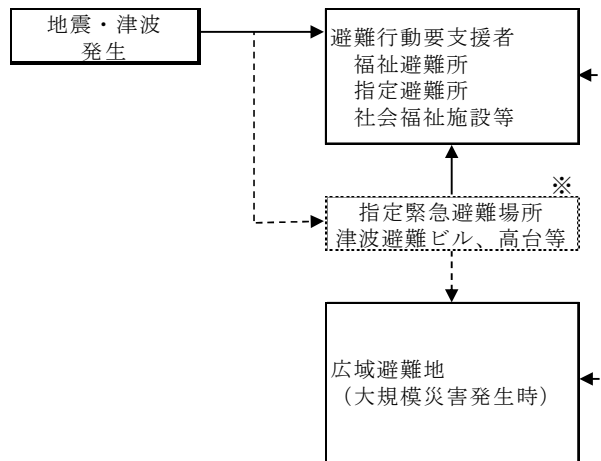 地震・津波
発生
避難行動要支援者
福祉避難所
指定避難所
社会福祉施設等
※
指定緊急避難場所
津波避難ビル、高台等
広域避難地
（大規模災害発生時）